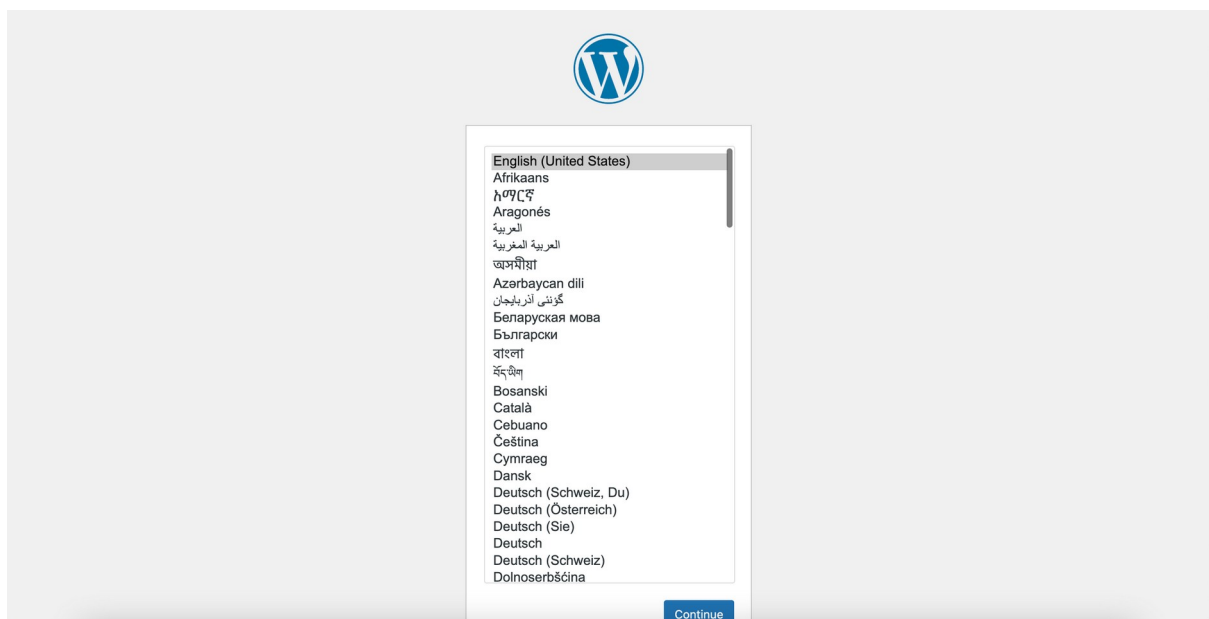 English (United States)
Afrikaans
አማርኛ
Aragonés
العربية
العربية المغربية
অসমীয়া
Azərbaycan dili
گؤنئی آذربایجان
Беларуская мова
Български
বাংলা
བོད་ཡིག
Bosanski
Català
Cebuano
Čeština
Cymraeg
Dansk
Deutsch (Schweiz, Du)
Deutsch (Österreich)
Deutsch (Sie)
Deutsch
Deutsch (Schweiz)
Dolnoserbšćina
Continue